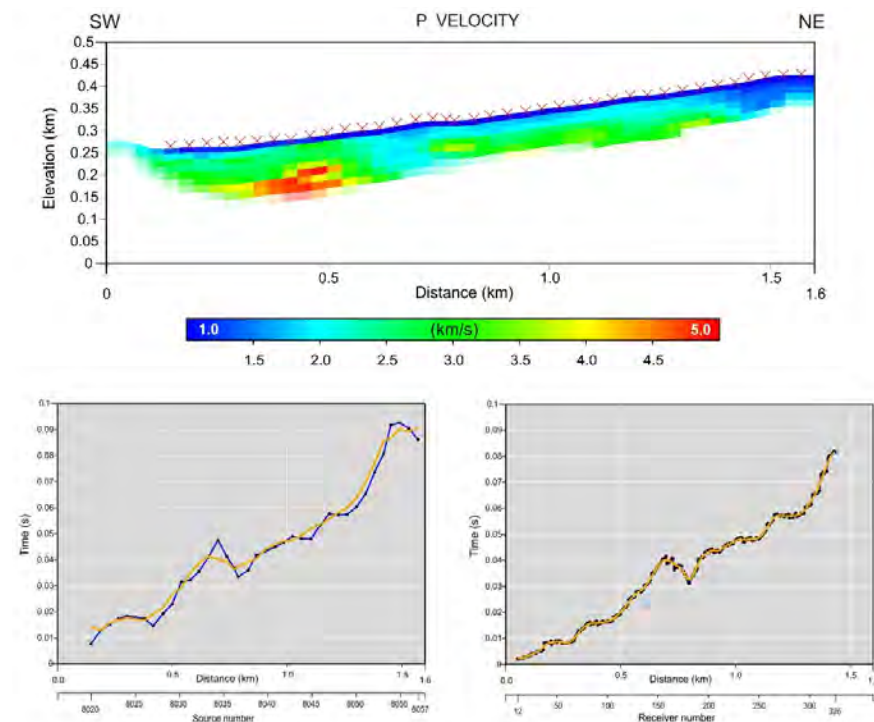 SW P VELOCITY NE
0.5
0.45
0.4
0.35
0.3
0.25
0.2
0.15
0.1
0.05
0
Elevation (km)
0 0.5 1.0 1.5 1.6
Distance (km)
1.0 (km/s) 5.0
1.5 2.0 2.5 3.0 3.5 4.0 4.5
0.1
0.09
0.08
0.07
0.06
0.05
0.04
0.03
0.02
0.01
0
Time (s)
0.0 0.5 Distance (km) 1.0 1.5 1.6
8020 8025 8030 8035 8040 8045 8050 8055 8057
Source number
0.1
0.09
0.08
0.07
0.06
0.05
0.04
0.03
0.02
0.01
0
Time (s)
0.0 0.5 Distance (km) 1.0 1.5 1.6
12 50 100 150 200 250 300 326
Receiver number